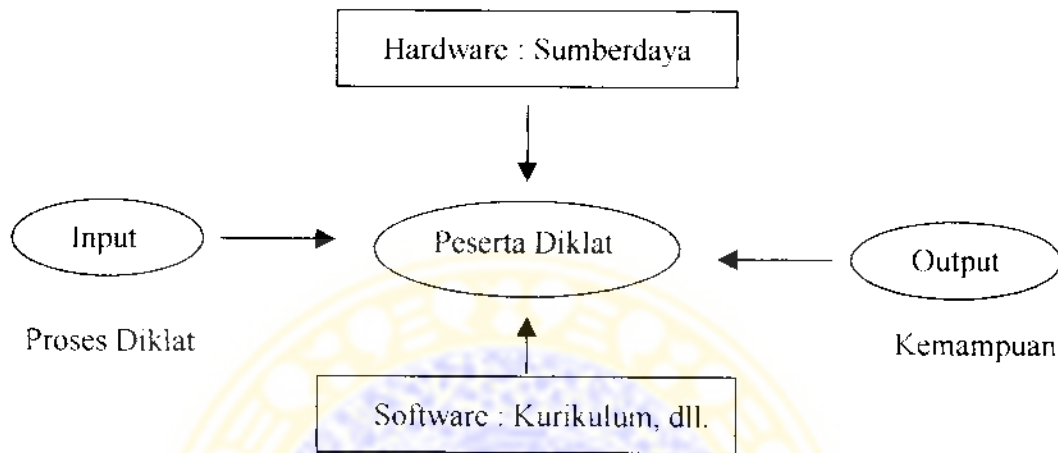 Hardware : Sumberdaya
Input
Peserta Diklat
Output
Proses Diklat
Kemampuan
Software : Kurikulum, dll.